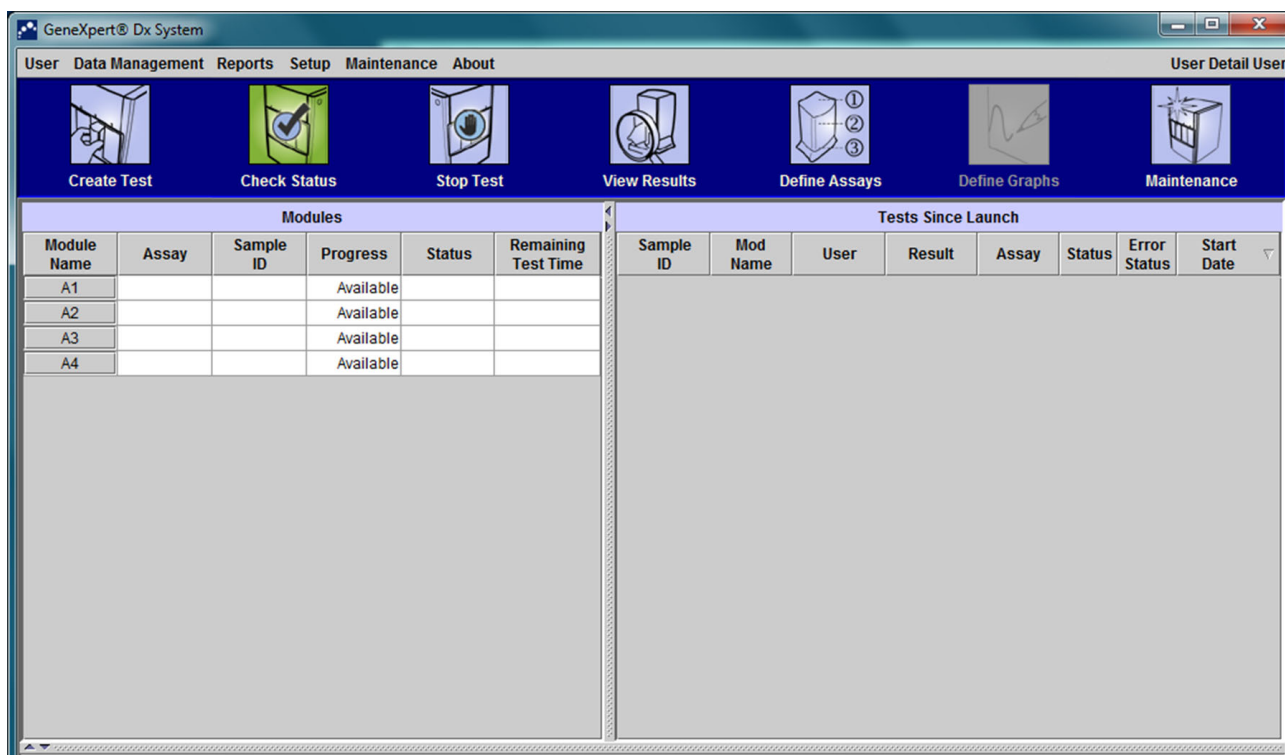 GeneXpert® Dx System
User Data Management Reports Setup Maintenance About User Detail User
① ② ③
Create Test Check Status Stop Test View Results Define Assays Define Graphs Maintenance
Modules
Module Name Assay Sample ID Progress Status Remaining Test Time
A1 Available
A2 Available
A3 Available
A4 Available
Tests Since Launch
Sample ID Mod Name User Result Assay Status Error Status Start Date